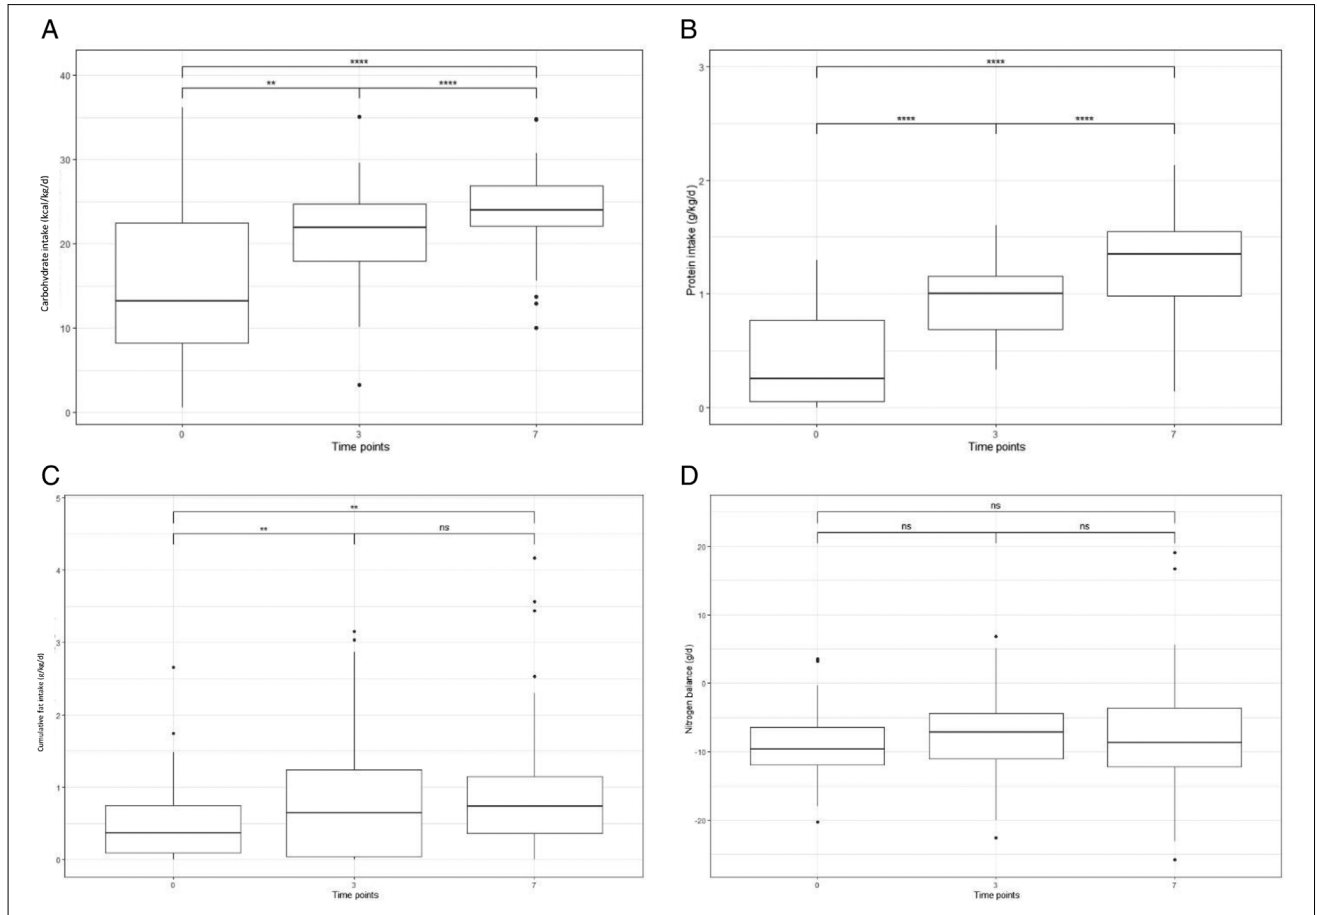 A
****
**
****
40
30
20
10
0
Carbohydrate intake (kcal/kg/d)
0
3
7
Time points
B
****
****
****
3
2
1
0
Protein intake (g/kg/d)
0
3
7
Time points
C
**
**
ns
5
4
3
2
1
0
Cumulative fat intake (g/kg/d)
0
3
7
Time points
D
ns
ns
ns
20
10
0
-10
-20
Nitrogen balance (g/d)
0
3
7
Time points